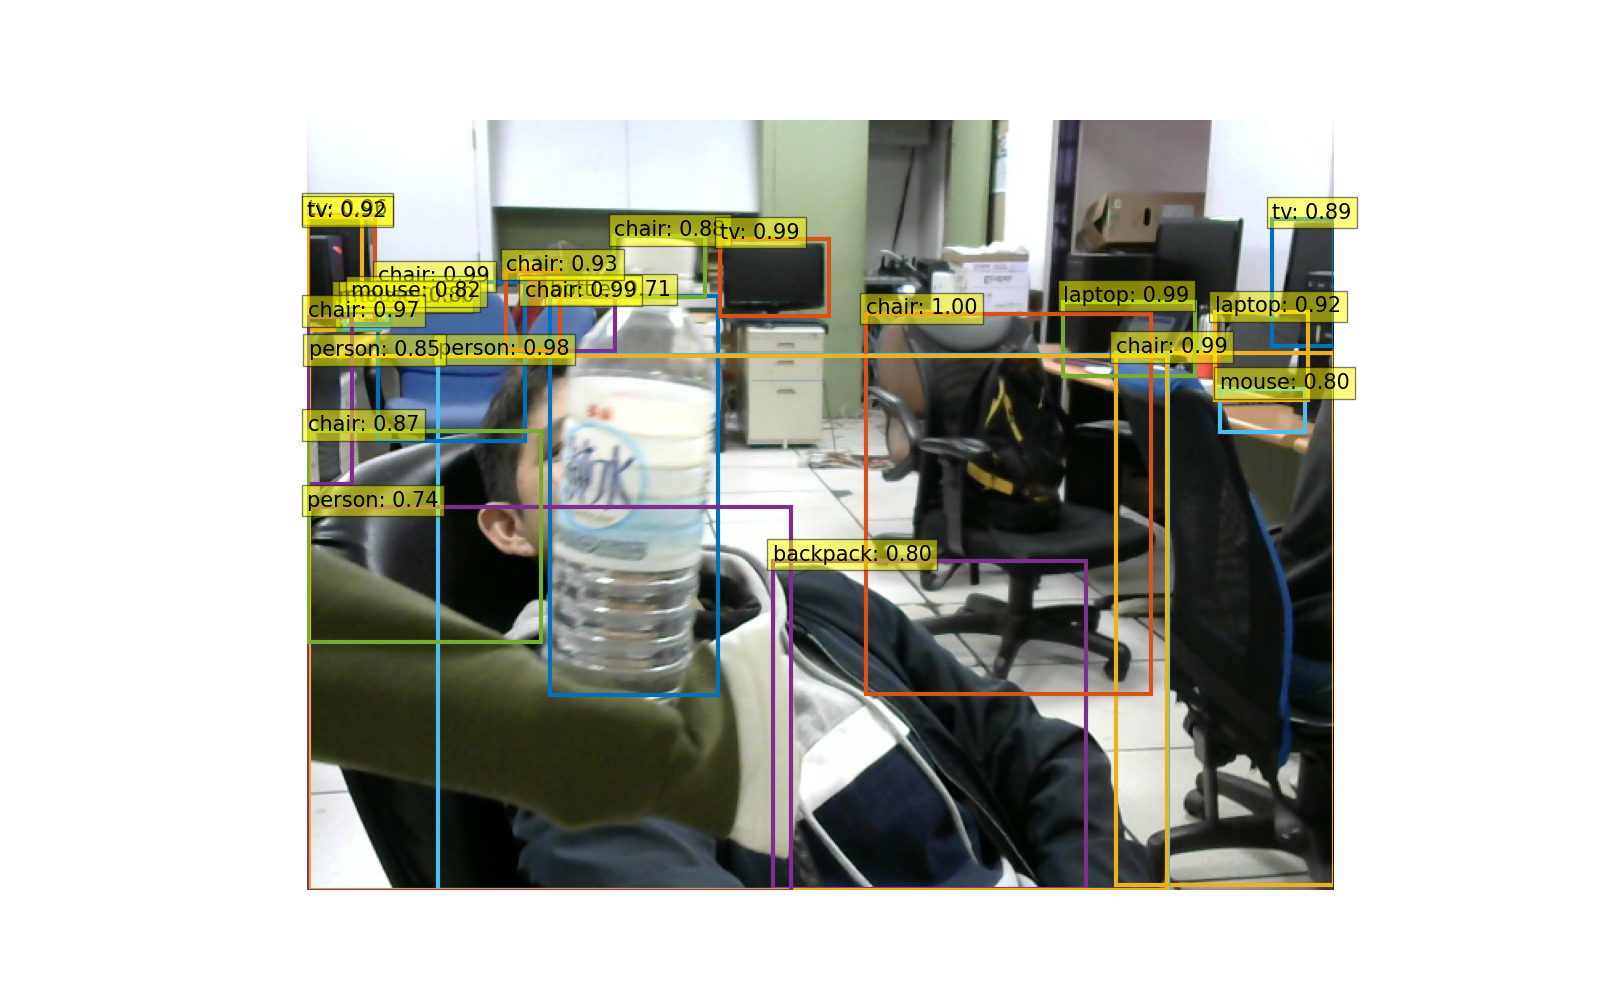 tv: 0.92
tv: 0.89
chair: 0.88
tv: 0.99
chair: 0.93
chair: 0.99
mouse: 0.82
chair: 0.99
.71
laptop: 0.99
laptop: 0.92
chair: 0.97
chair: 1.00
person: 0.85
person: 0.98
chair: 0.99
mouse: 0.80
chair: 0.87
水
person: 0.74
backpack: 0.80